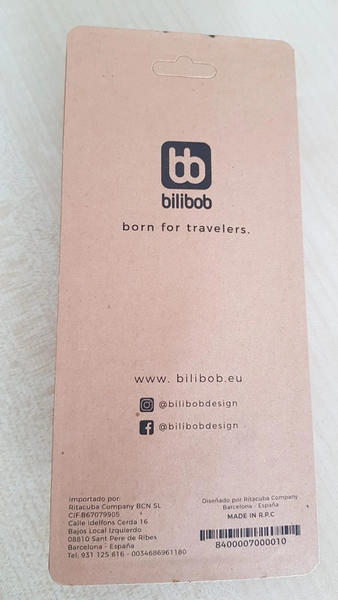 bb
bilibob
born for travelers.
www. bilibob.eu
@bilibobdesign
@bilibobdesign
Importado por:
Ritacuba Company BCN SL
CIF:B67079905
Calle Idelfons Cerda 16
Bajos Local Izquierdo
08810 Sant Pere de Ribes
Barcelona - España
Tel: 931 125 616 - 0034686961180
Diseñado por Ritacuba Company
Barcelona - España
MADE IN R.P.C
8400007000010